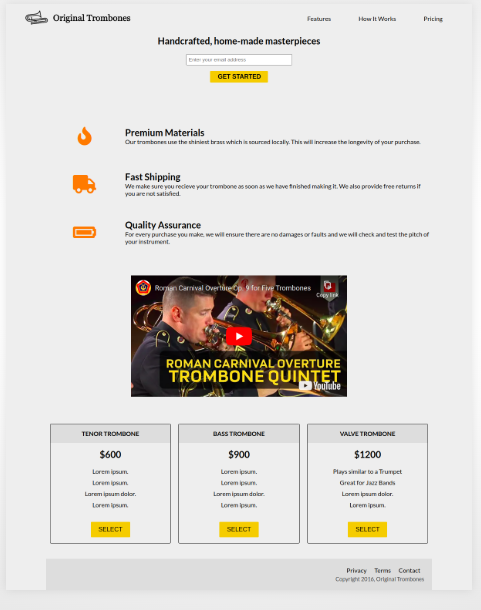 Original Trombones
Features How It Works Pricing
Handcrafted, home-made masterpieces
Enter your email address
GET STARTED
Premium Materials
Our trombones use the shiniest brass which is sourced locally. This will increase the longevity of your purchase.
Fast Shipping
We make sure you recieve your trombone as soon as we have finished making it. We also provide free returns if
you are not satisfied.
Quality Assurance
For every purchase you make, we will ensure there are no damages or faults and we will check and test the pitch of
your instrument.
Roman Carnival Overture Op. 9 for Five Trombones
Copy link
ROMAN CARNIVAL OVERTURE
TROMBONE QUINTET
YouTube
TENOR TROMBONE
$600
Lorem ipsum.
Lorem ipsum.
Lorem ipsum dolor.
Lorem ipsum.
SELECT
BASS TROMBONE
$900
Lorem ipsum.
Lorem ipsum.
Lorem ipsum dolor.
Lorem ipsum.
SELECT
VALVE TROMBONE
$1200
Plays similar to a Trumpet
Great for Jazz Bands
Lorem ipsum dolor.
Lorem ipsum.
SELECT
Privacy Terms Contact
Copyright 2016, Original Trombones